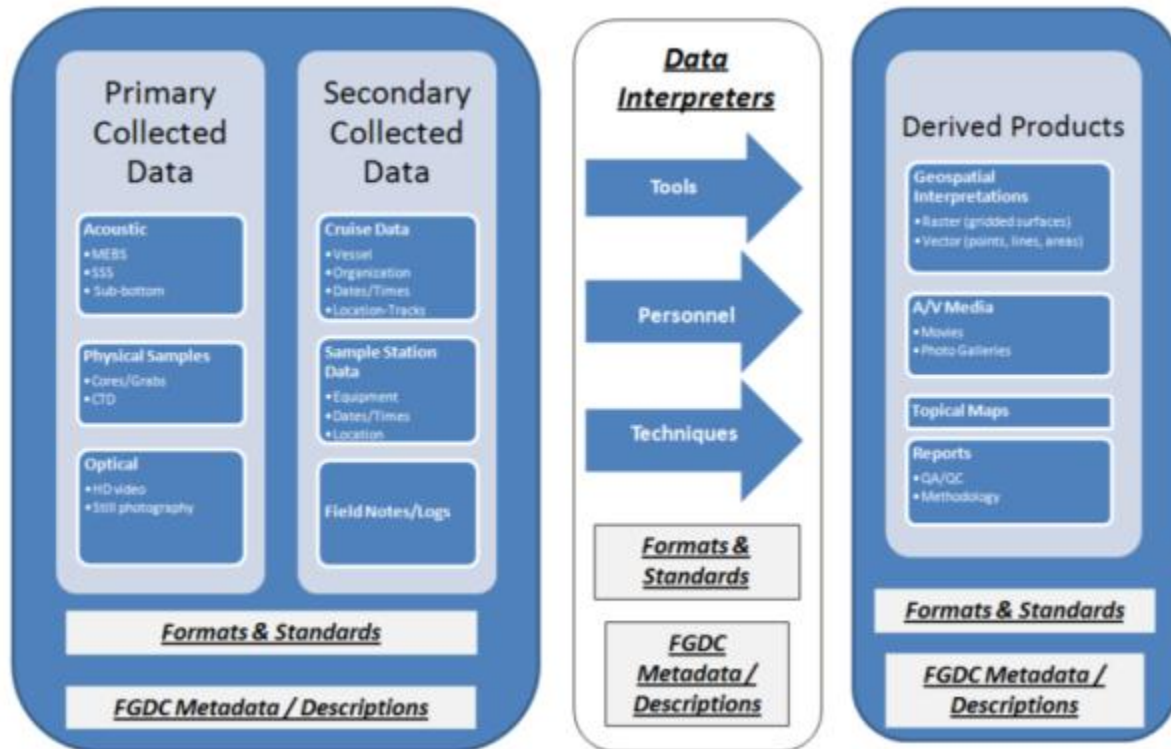 Primary
Collected
Data
Acoustic
•MEBS
•SSS
•Sub-bottom
Physical Samples
•Cores/Grabs
•CTD
Optical
•HD video
•Still photography
Secondary
Collected
Data
Cruise Data
•Vessel
•Organization
•Dates/Times
•Location-Tracks
Sample Station
Data
•Equipment
•Dates/Times
•Location
Field Notes/Logs
Formats & Standards
FGDC Metadata / Descriptions
Data
Interpreters
Tools
Personnel
Techniques
Formats &
Standards
FGDC
Metadata /
Descriptions
Derived Products
Geospatial
Interpretations
•Raster (gridded surfaces)
•Vector (points, lines, areas)
A/V Media
•Movies
•Photo Galleries
Topical Maps
Reports
•QA/QC
•Methodology
Formats & Standards
FGDC Metadata /
Descriptions